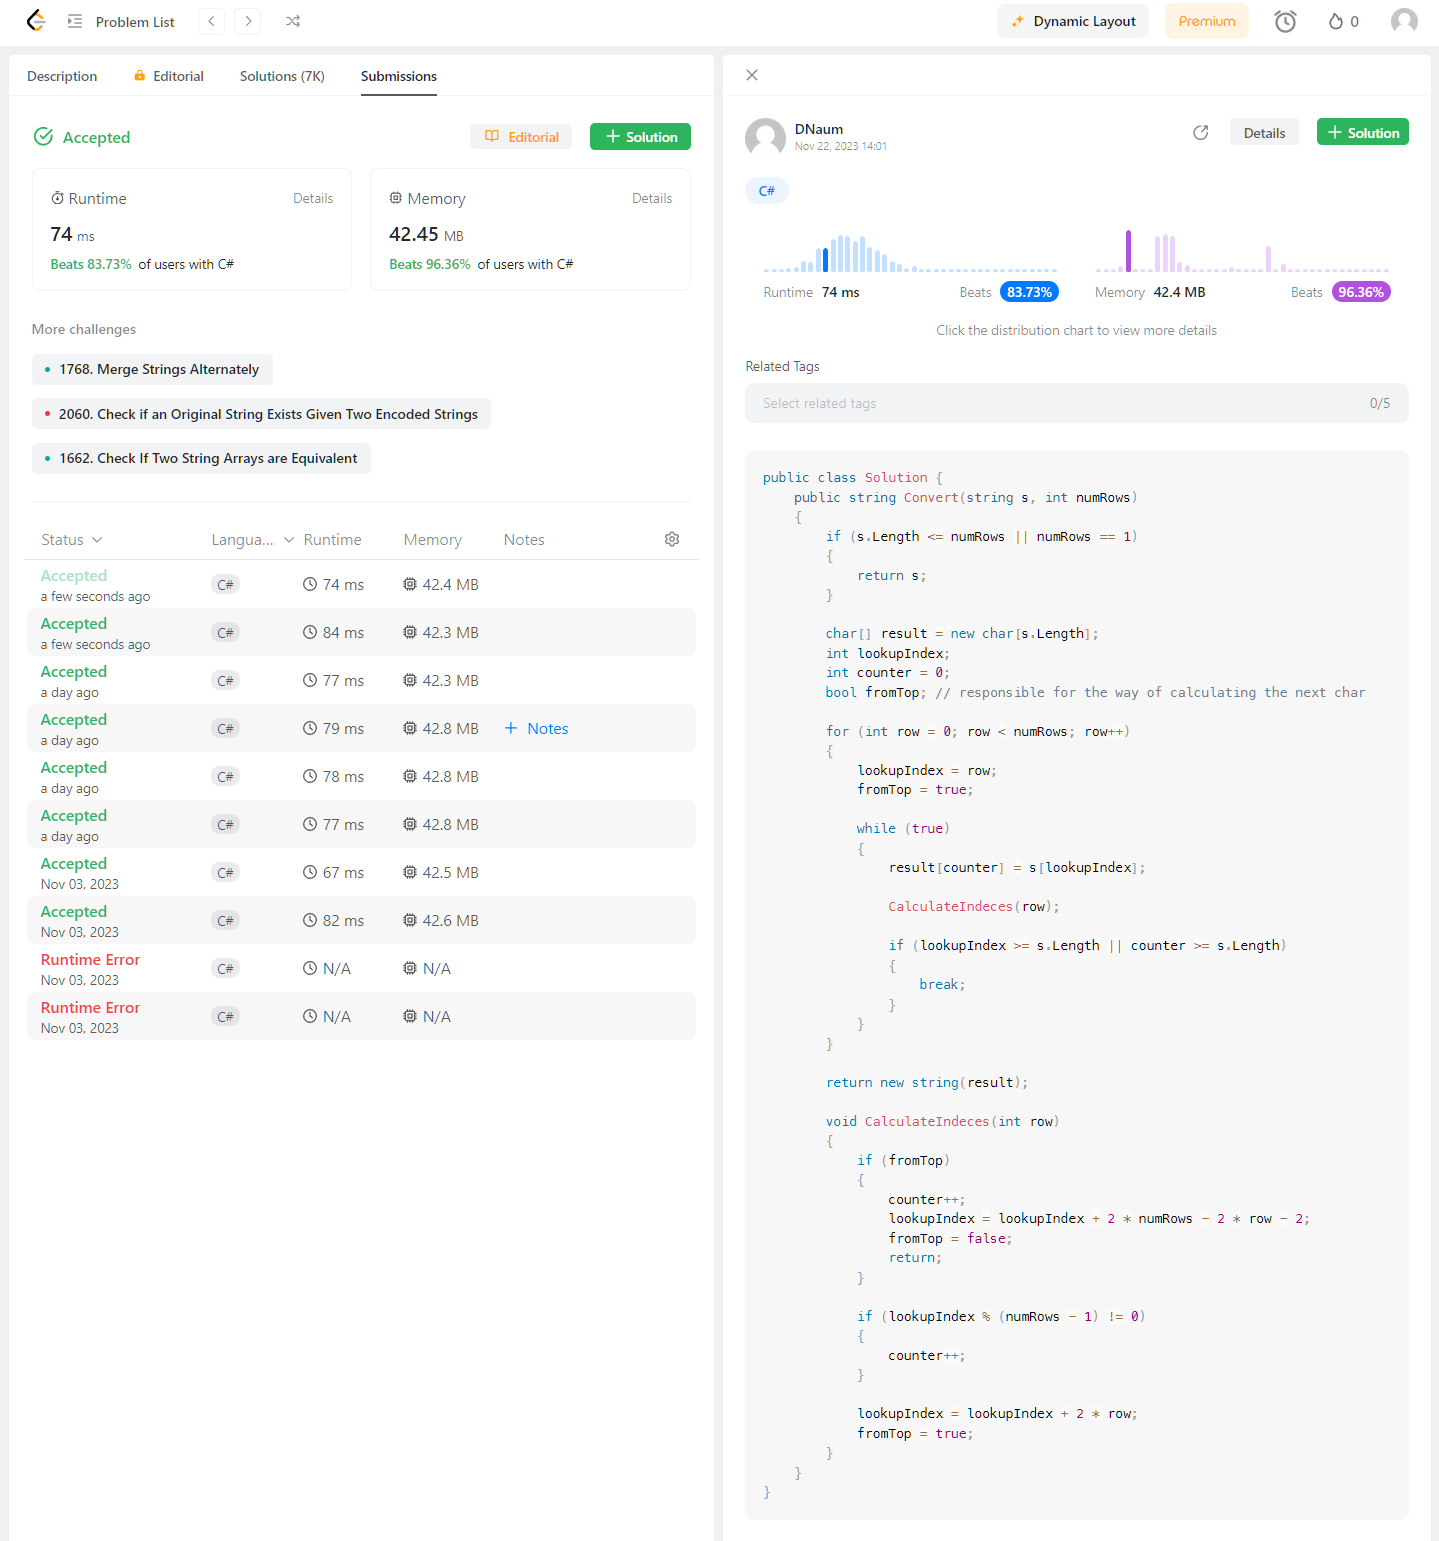 Problem List
Dynamic Layout
Premium
0
Description
Editorial
Solutions (7K)
Submissions
Accepted
Editorial
Solution
Runtime
Details
74 ms
Beats 83.73% of users with C#
Memory
Details
42.45 MB
Beats 96.36% of users with C#
More challenges
1768. Merge Strings Alternately
2060. Check if an Original String Exists Given Two Encoded Strings
1662. Check If Two String Arrays are Equivalent
Status Langua... Runtime Memory Notes
Accepted
a few seconds ago
C# 74 ms 42.4 MB
Accepted
a few seconds ago
C# 84 ms 42.3 MB
Accepted
a day ago
C# 77 ms 42.3 MB
Accepted
a day ago
C# 79 ms 42.8 MB + Notes
Accepted
a day ago
C# 78 ms 42.8 MB
Accepted
a day ago
C# 77 ms 42.8 MB
Accepted
Nov 03, 2023
C# 67 ms 42.5 MB
Accepted
Nov 03, 2023
C# 82 ms 42.6 MB
Runtime Error
Nov 03, 2023
C# N/A N/A
Runtime Error
Nov 03, 2023
C# N/A N/A
DNaum
Nov 22, 2023 14:01
Details
Solution
C#
Runtime 74 ms Beats 83.73%
Memory 42.4 MB Beats 96.36%
Click the distribution chart to view more details
Related Tags
Select related tags 0/5
public class Solution {
    public string Convert(string s, int numRows)
    {
        if (s.Length <= numRows || numRows == 1)
        {
            return s;
        }

        char[] result = new char[s.Length];
        int lookupIndex;
        int counter = 0;
        bool fromTop; // responsible for the way of calculating the next char

        for (int row = 0; row < numRows; row++)
        {
            lookupIndex = row;
            fromTop = true;

            while (true)
            {
                result[counter] = s[lookupIndex];

                CalculateIndeces(row);

                if (lookupIndex >= s.Length || counter >= s.Length)
                {
                    break;
                }
            }
        }

        return new string(result);

        void CalculateIndeces(int row)
        {
            if (fromTop)
            {
                counter++;
                lookupIndex = lookupIndex + 2 * numRows - 2 * row - 2;
                fromTop = false;
                return;
            }

            if (lookupIndex % (numRows - 1) != 0)
            {
                counter++;
            }

            lookupIndex = lookupIndex + 2 * row;
            fromTop = true;
        }
    }
}